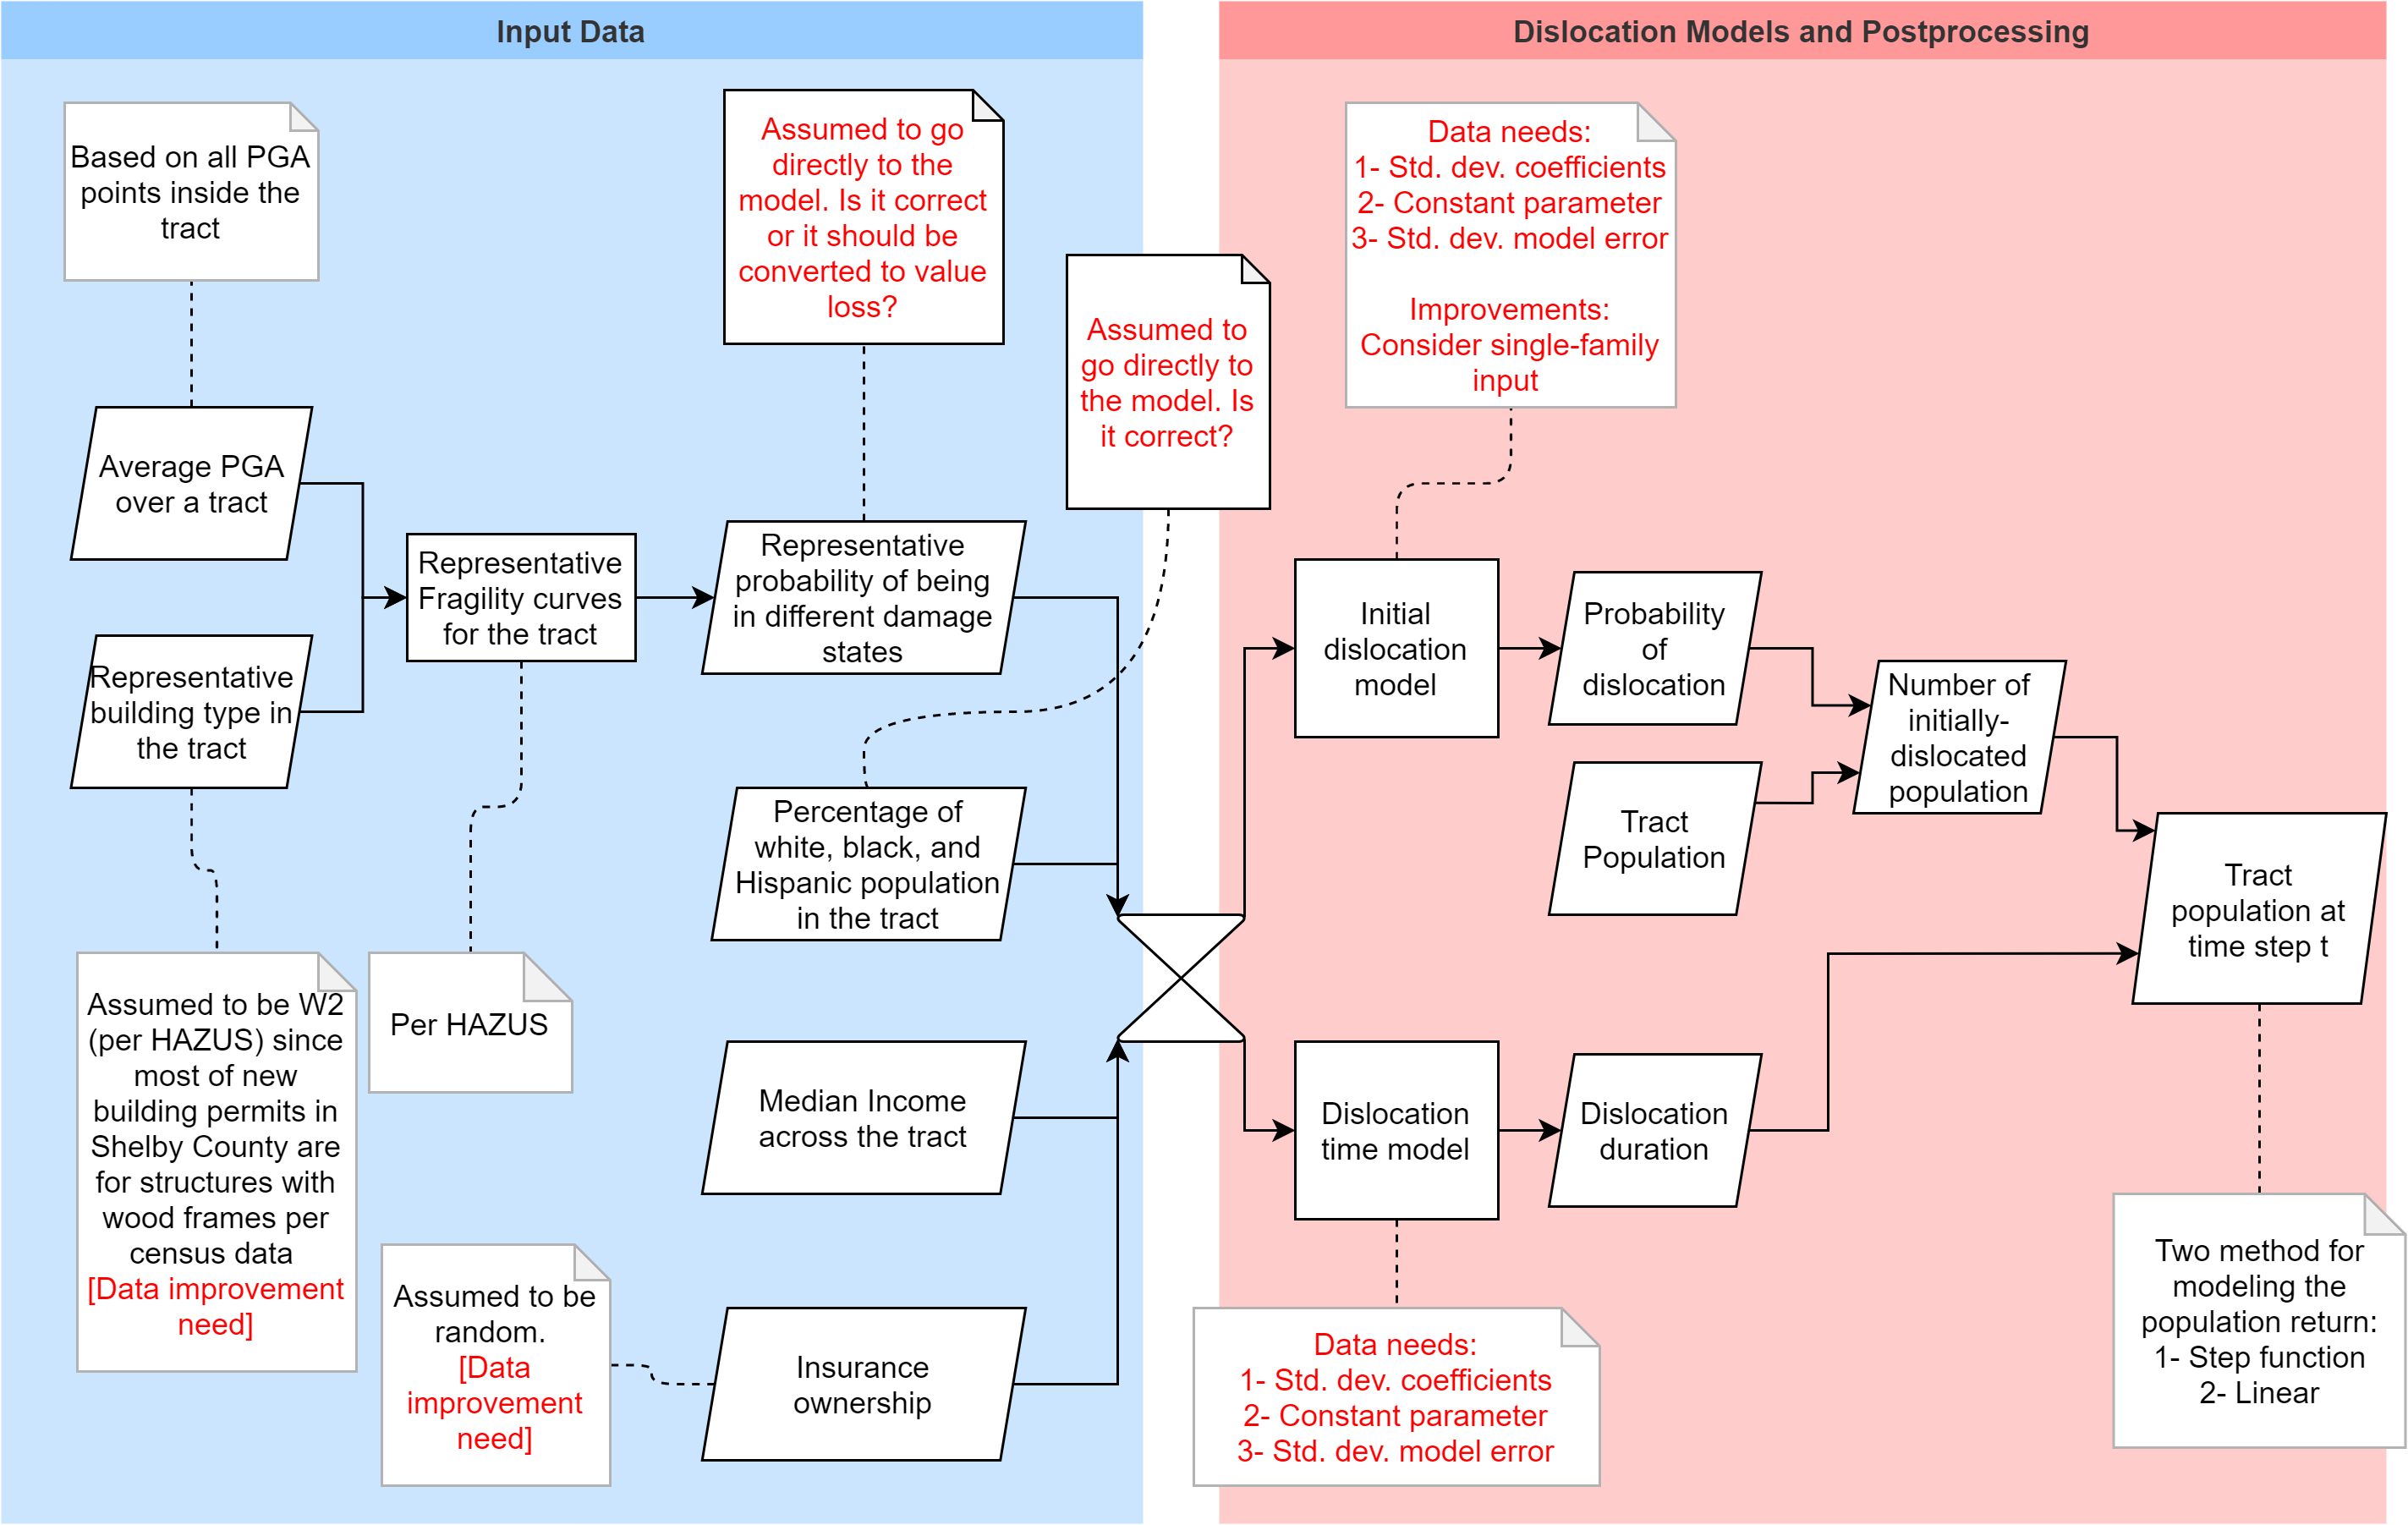 Input Data
Dislocation Models and Postprocessing
Based on all PGA
points inside the
tract
Assumed to go
directly to the
model. Is it correct
or it should be
converted to value
loss?
Assumed to
go directly to
the model. Is
it correct?
Data needs:
1- Std. dev. coefficients
2- Constant parameter
3- Std. dev. model error
Improvements:
Consider single-family
input
Average PGA
over a tract
Representative
building type in
the tract
Representative
Fragility curves
for the tract
Representative
probability of being
in different damage
states
Percentage of
white, black, and
Hispanic population
in the tract
Median Income
across the tract
Insurance
ownership
Assumed to be W2
(per HAZUS) since
most of new
building permits in
Shelby County are
for structures with
wood frames per
census data
[Data improvement
need]
Per HAZUS
Assumed to be
random.
[Data
improvement
need]
Initial
dislocation
model
Probability
of
dislocation
Tract
Population
Number of
initially-
dislocated
population
Tract
population at
time step t
Dislocation
time model
Dislocation
duration
Data needs:
1- Std. dev. coefficients
2- Constant parameter
3- Std. dev. model error
Two method for
modeling the
population return:
1- Step function
2- Linear